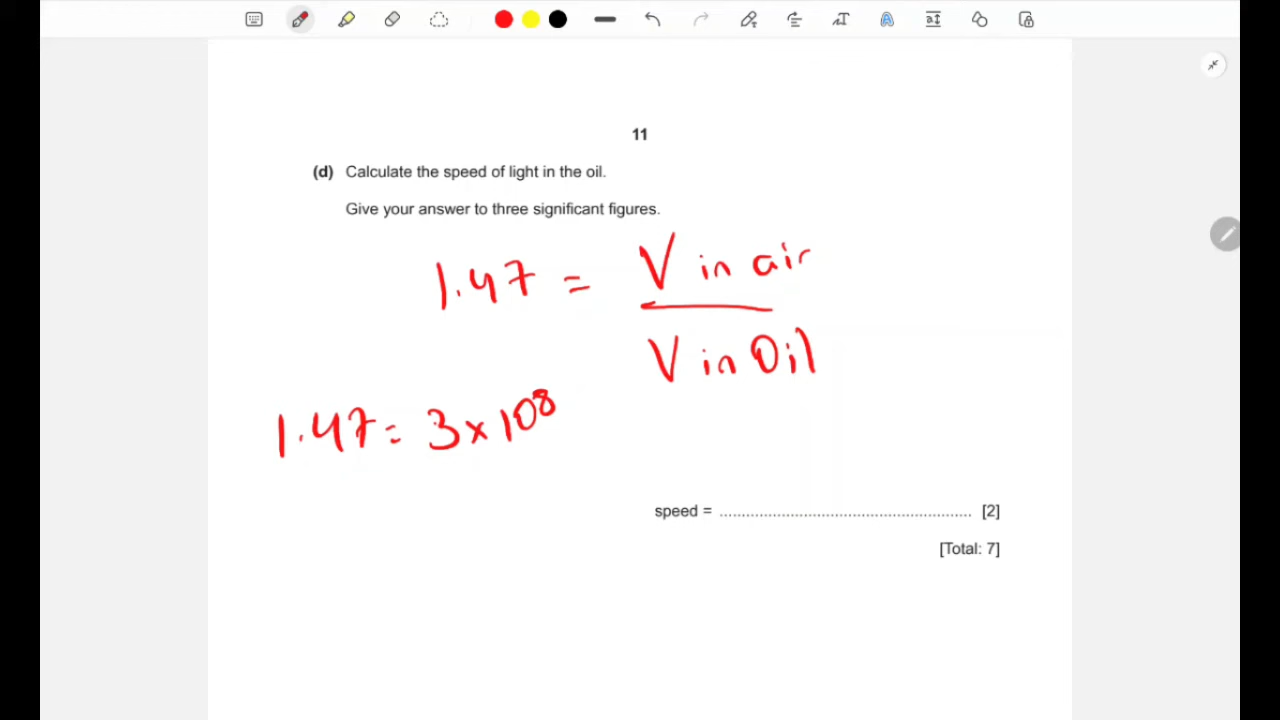 11
(d) Calculate the speed of light in the oil.
Give your answer to three significant figures.
1.47 = V in air
V in Oil
1.47 = 3 x 10⁸
speed = ........................................................ [2]
[Total: 7]